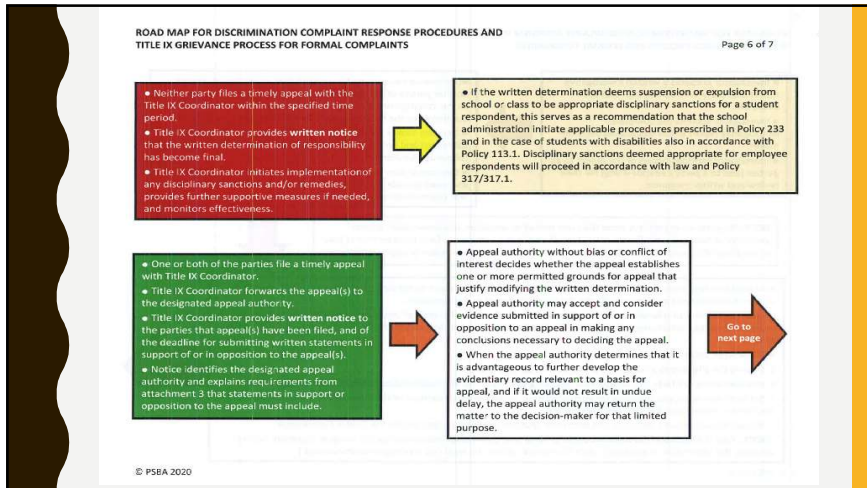 ROAD MAP FOR DISCRIMINATION COMPLAINT RESPONSE PROCEDURES AND
TITLE IX GRIEVANCE PROCESS FOR FORMAL COMPLAINTS
Page 6 of 7
● Neither party files a timely appeal with the
Title IX Coordinator within the specified time
period.
● Title IX Coordinator provides written notice
that the written determination of responsibility
has become final.
● Title IX Coordinator initiates implementation of
any disciplinary sanctions and/or remedies,
provides further supportive measures if needed,
and monitors effectiveness.
● If the written determination deems suspension or expulsion from
school or class to be appropriate disciplinary sanctions for a student
respondent, this serves as a recommendation that the school
administration initiate applicable procedures prescribed in Policy 233
and in the case of students with disabilities also in accordance with
Policy 113.1. Disciplinary sanctions deemed appropriate for employee
respondents will proceed in accordance with law and Policy
317/317.1.
● One or both of the parties file a timely appeal
with Title IX Coordinator.
● Title IX Coordinator forwards the appeal(s) to
the designated appeal authority.
● Title IX Coordinator provides written notice to
the parties that appeal(s) have been filed, and of
the deadline for submitting written statements in
support of or in opposition to the appeal(s).
● Notice identifies the designated appeal
authority and explains requirements from
attachment 3 that statements in support or
opposition to the appeal must include.
● Appeal authority without bias or conflict of
interest decides whether the appeal establishes
one or more permitted grounds for appeal that
justify modifying the written determination.
● Appeal authority may accept and consider
evidence submitted in support of or in
opposition to an appeal in making any
conclusions necessary to deciding the appeal.
● When the appeal authority determines that it
is advantageous to further develop the
evidentiary record relevant to a basis for
appeal, and if it would not result in undue
delay, the appeal authority may return the
matter to the decision-maker for that limited
purpose.
Go to
next page
© PSBA 2020